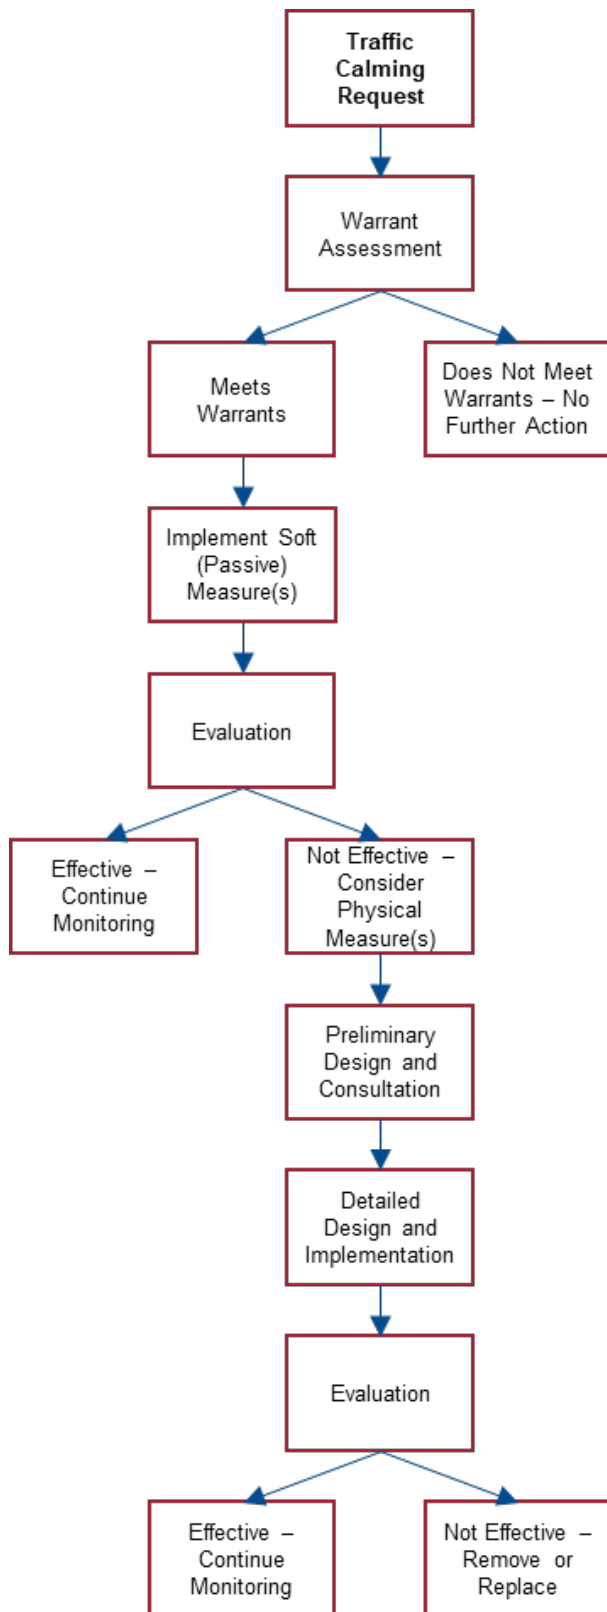 Traffic
Calming
Request
Warrant
Assessment
Meets
Warrants
Does Not Meet
Warrants – No
Further Action
Implement Soft
(Passive)
Measure(s)
Evaluation
Effective –
Continue
Monitoring
Not Effective –
Consider
Physical
Measure(s)
Preliminary
Design and
Consultation
Detailed
Design and
Implementation
Evaluation
Effective –
Continue
Monitoring
Not Effective –
Remove or
Replace